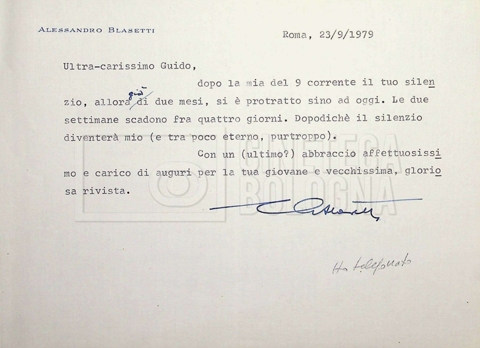 ALESSANDRO BLASETTI
Roma, 23/9/1979
Ultra-carissimo Guido,
dopo la mia del 9 corrente il tuo silen
già
zio, allora di due mesi, si è protratto sino ad oggi. Le due
settimane scadono fra quattro giorni. Dopodichè il silenzio
diventerà mio (e tra poco eterno, purtroppo).
Con un (ultimo?) abbraccio affettuosissi
mo e carico di auguri per la tua giovane e vecchissima, glorio
sa rivista.
CINETECA
BOLOGNA
Ha telefonato